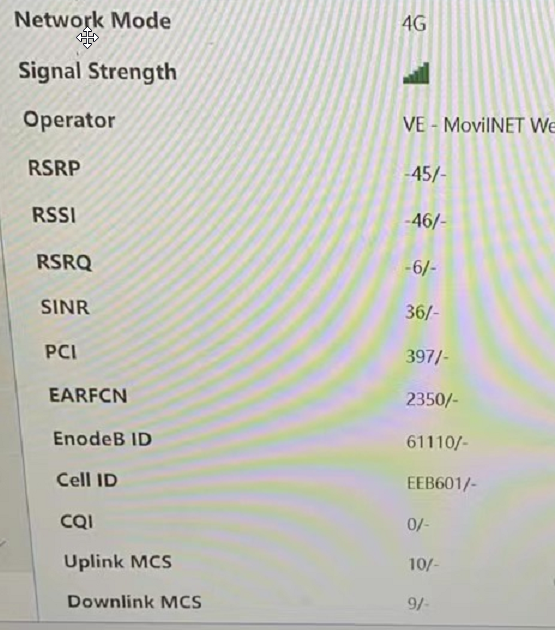 Network Mode 4G
Signal Strength
Operator VE - MovilNET We
RSRP -45/-
RSSI -46/-
RSRQ -6/-
SINR 36/-
PCI 397/-
EARFCN 2350/-
EnodeB ID 61110/-
Cell ID EEB601/-
CQI 0/-
Uplink MCS 10/-
Downlink MCS 9/-